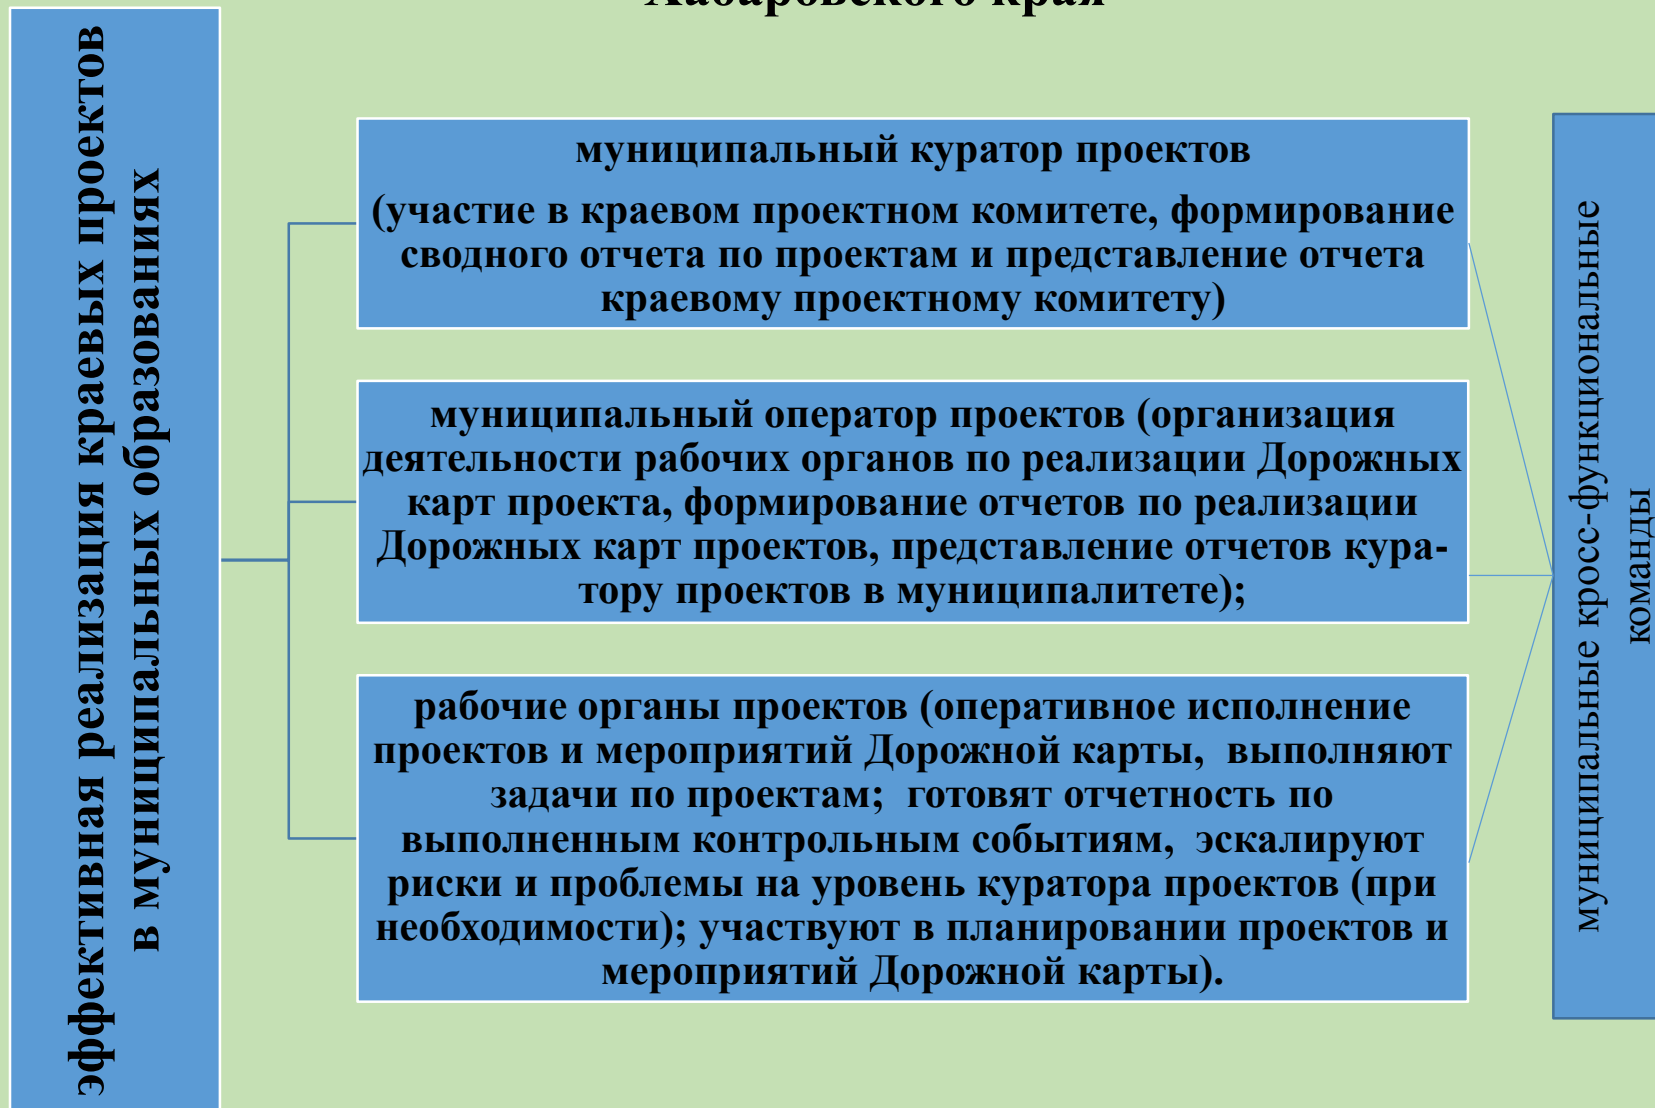 Хабаровского края
эффективная реализация краевых проектов
в муниципальных образованиях
муниципальный куратор проектов
(участие в краевом проектном комитете, формирование
сводного отчета по проектам и представление отчета
краевому проектному комитету)
муниципальный оператор проектов (организация
деятельности рабочих органов по реализации Дорожных
карт проекта, формирование отчетов по реализации
Дорожных карт проектов, представление отчетов кура-
тору проектов в муниципалитете);
рабочие органы проектов (оперативное исполнение
проектов и мероприятий Дорожной карты, выполняют
задачи по проектам; готовят отчетность по
выполненным контрольным событиям, эскалируют
риски и проблемы на уровень куратора проектов (при
необходимости); участвуют в планировании проектов и
мероприятий Дорожной карты).
муниципальные кросс-функциональные
команды